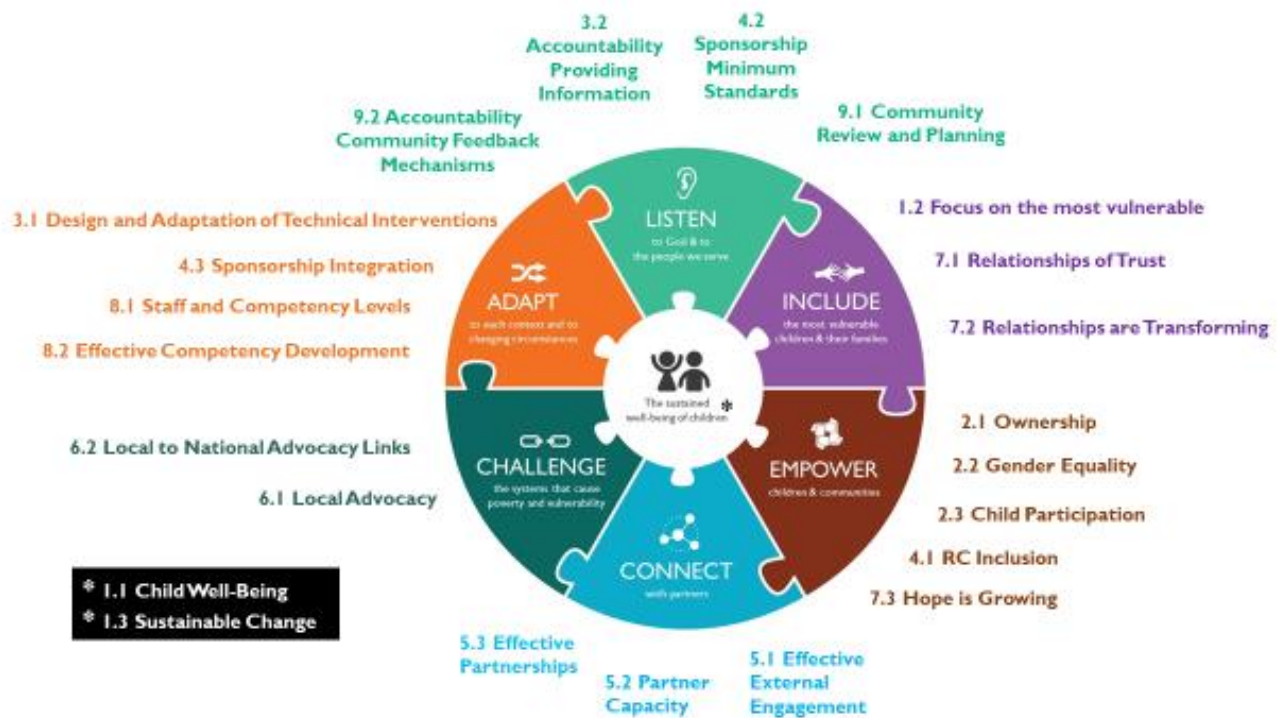 3.2
Accountability
Providing
Information
4.2
Sponsorship
Minimum
Standards
9.2 Accountability
Community Feedback
Mechanisms
9.1 Community
Review and Planning
3.1 Design and Adaptation of Technical Interventions
4.3 Sponsorship Integration
8.1 Staff and Competency Levels
8.2 Effective Competency Development
LISTEN
to God & to
the people we serve
1.2 Focus on the most vulnerable
7.1 Relationships of Trust
7.2 Relationships are Transforming
ADAPT
to each context and to
changing circumstances
INCLUDE
the most vulnerable
children & their families
The sustained
well-being of children *
6.2 Local to National Advocacy Links
6.1 Local Advocacy
CHALLENGE
the systems that cause
poverty and vulnerability
EMPOWER
children & communities
2.1 Ownership
2.2 Gender Equality
2.3 Child Participation
4.1 RC Inclusion
7.3 Hope is Growing
CONNECT
with partners
* 1.1 Child Well-Being
* 1.3 Sustainable Change
5.3 Effective
Partnerships
5.2 Partner
Capacity
5.1 Effective
External
Engagement